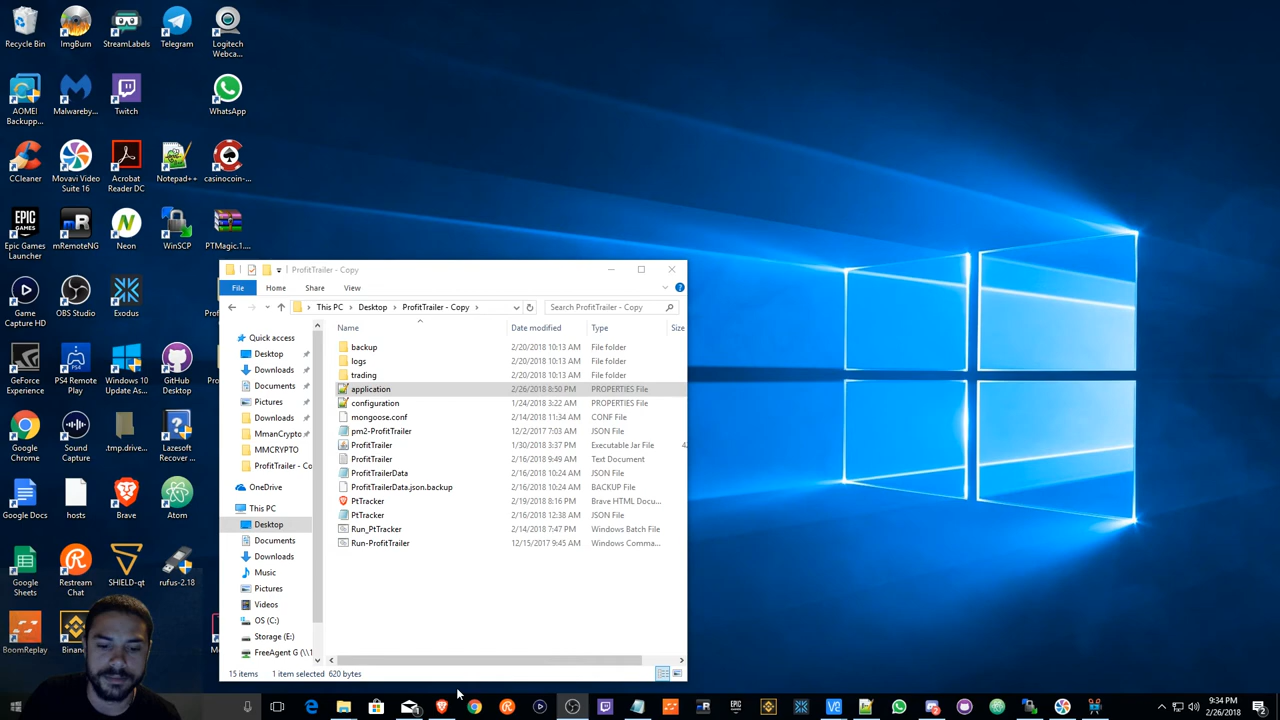 Recycle Bin
ImgBurn
StreamLabels
Telegram
Logitech
Webca...
AOMEI
Backupp...
Malwareby...
Twitch
WhatsApp
CCleaner
Movavi Video
Suite 16
Acrobat
Reader DC
Notepad++
casinocoin-...
EPIC
GAMES
Epic Games
Launcher
mR
mRemoteNG
Neon
WinSCP
PTMagic.1....
Game
Capture HD
OBS Studio
Exodus
GeForce
Experience
PS4 Remote
Play
Windows 10
Update As...
GitHub
Desktop
Google
Chrome
Sound
Capture
.tmp.drive...
Lazesoft
Recover ...
Google Docs
hosts
Brave
Atom
Google
Sheets
Restream
Chat
SHIELD-qt
rufus-2.18
BoomReplay
Binan
ProfitTrailer - Copy
File
Home
Share
View
This PC
Desktop
ProfitTrailer - Copy
Search ProfitTrailer - Copy
Name
Date modified
Type
Size
Quick access
Desktop
Downloads
Documents
Pictures
Downloads
MmanCrypto
MMCRYPTO
ProfitTrailer - Co
OneDrive
This PC
Desktop
Documents
Downloads
Music
Pictures
Videos
OS (C:)
Storage (E:)
FreeAgent G (\\1
backup 2/20/2018 10:13 AM File folder
logs 2/20/2018 10:13 AM File folder
trading 2/20/2018 10:13 AM File folder
application 2/26/2018 8:50 PM PROPERTIES File
configuration 1/24/2018 3:22 AM PROPERTIES File
mongoose.conf 2/14/2018 11:34 AM CONF File
pm2-ProfitTrailer 12/2/2017 7:03 AM JSON File
ProfitTrailer 1/30/2018 3:37 PM Executable Jar File 42
ProfitTrailer 2/16/2018 9:49 AM Text Document
ProfitTrailerData 2/16/2018 10:24 AM JSON File
ProfitTrailerData.json.backup 2/16/2018 10:24 AM BACKUP File
PtTracker 2/19/2018 8:16 PM Brave HTML Docu...
PtTracker 2/16/2018 12:38 AM JSON File
Run_PtTracker 2/14/2018 7:47 PM Windows Batch File
Run-ProfitTrailer 12/15/2017 9:45 AM Windows Comma...
15 items
1 item selected 620 bytes
9:34 PM
2/26/2018